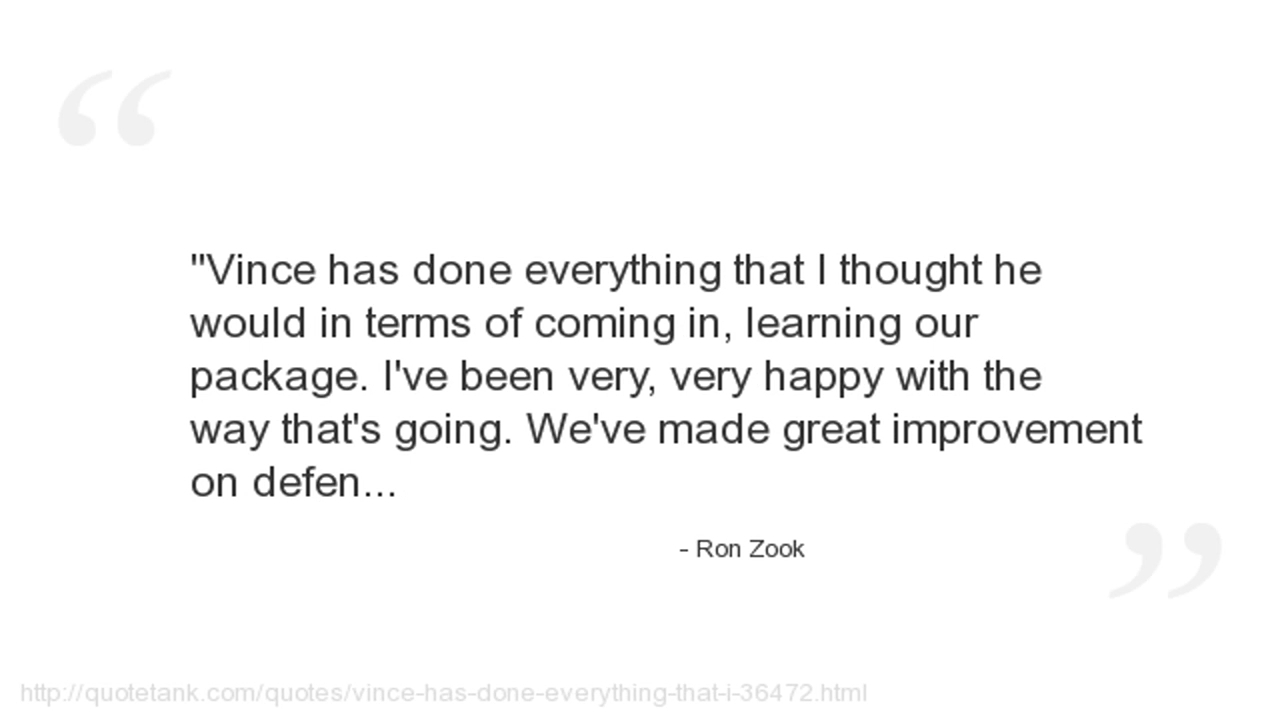 "Vince has done everything that I thought he
would in terms of coming in, learning our
package. I've been very, very happy with the
way that's going. We've made great improvement
on defen...
- Ron Zook
http://quotetank.com/quotes/vince-has-done-everything-that-i-36472.html